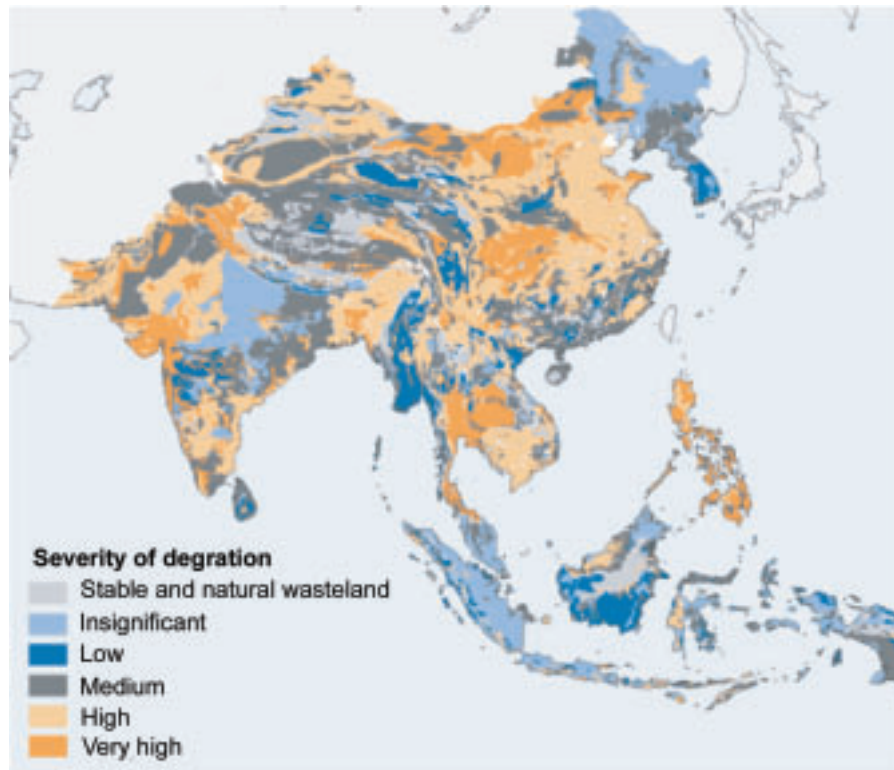 Severity of degration
Stable and natural wasteland
Insignificant
Low
Medium
High
Very high